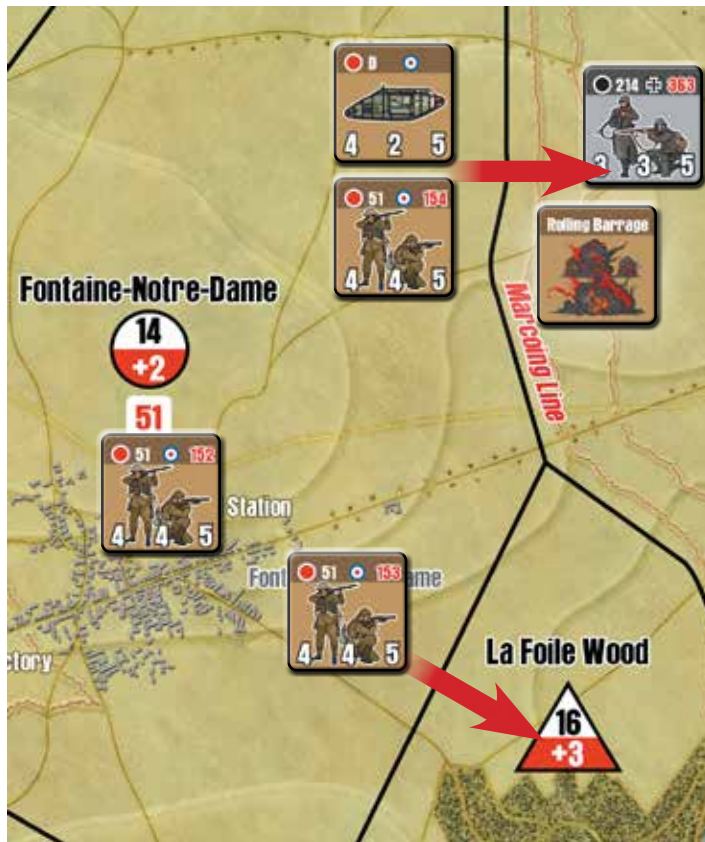 D
4 2 5
214 363
3 3 5
51 154
4 4 5
Rolling Barrage
Marcoing Line
Fontaine-Notre-Dame
14
+2
51
51 152
4 4 5
Station
51 153
4 4 5
Font ame
ctory
La Foile Wood
16
+3